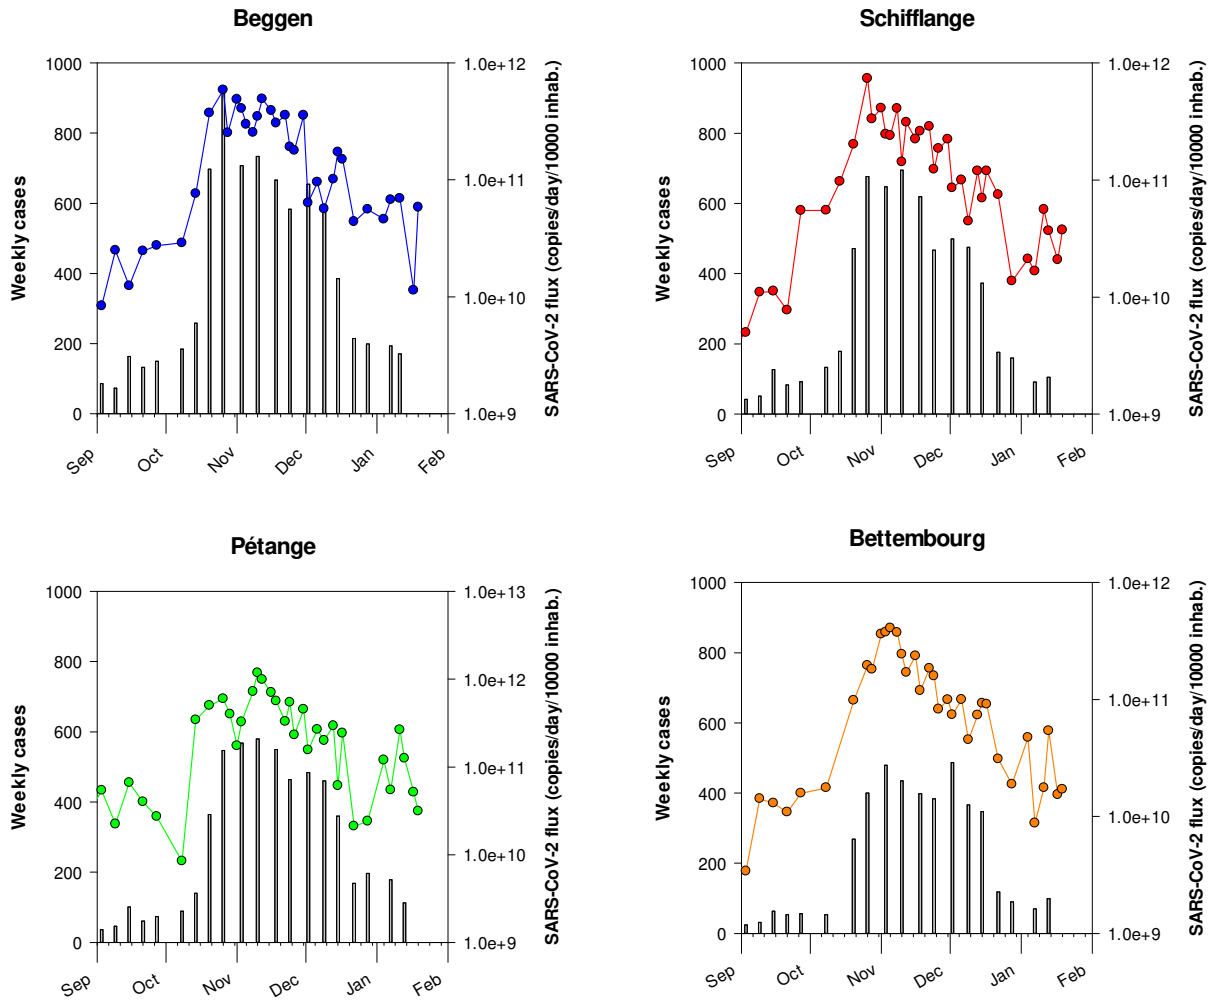 Beggen
1000
800
600
400
200
0
Weekly cases
1.0e+12
1.0e+11
1.0e+10
1.0e+9
SARS-CoV-2 flux (copies/day/10000 inhab.)
Sep
Oct
Nov
Dec
Jan
Feb
Schifflange
1000
800
600
400
200
0
Weekly cases
1.0e+12
1.0e+11
1.0e+10
1.0e+9
SARS-CoV-2 flux (copies/day/10000 inhab.)
Sep
Oct
Nov
Dec
Jan
Feb
Pétange
1000
800
600
400
200
0
Weekly cases
1.0e+13
1.0e+12
1.0e+11
1.0e+10
1.0e+9
SARS-CoV-2 flux (copies/day/10000 inhab.)
Sep
Oct
Nov
Dec
Jan
Feb
Bettembourg
1000
800
600
400
200
0
Weekly cases
1.0e+12
1.0e+11
1.0e+10
1.0e+9
SARS-CoV-2 flux (copies/day/10000 inhab.)
Sep
Oct
Nov
Dec
Jan
Feb